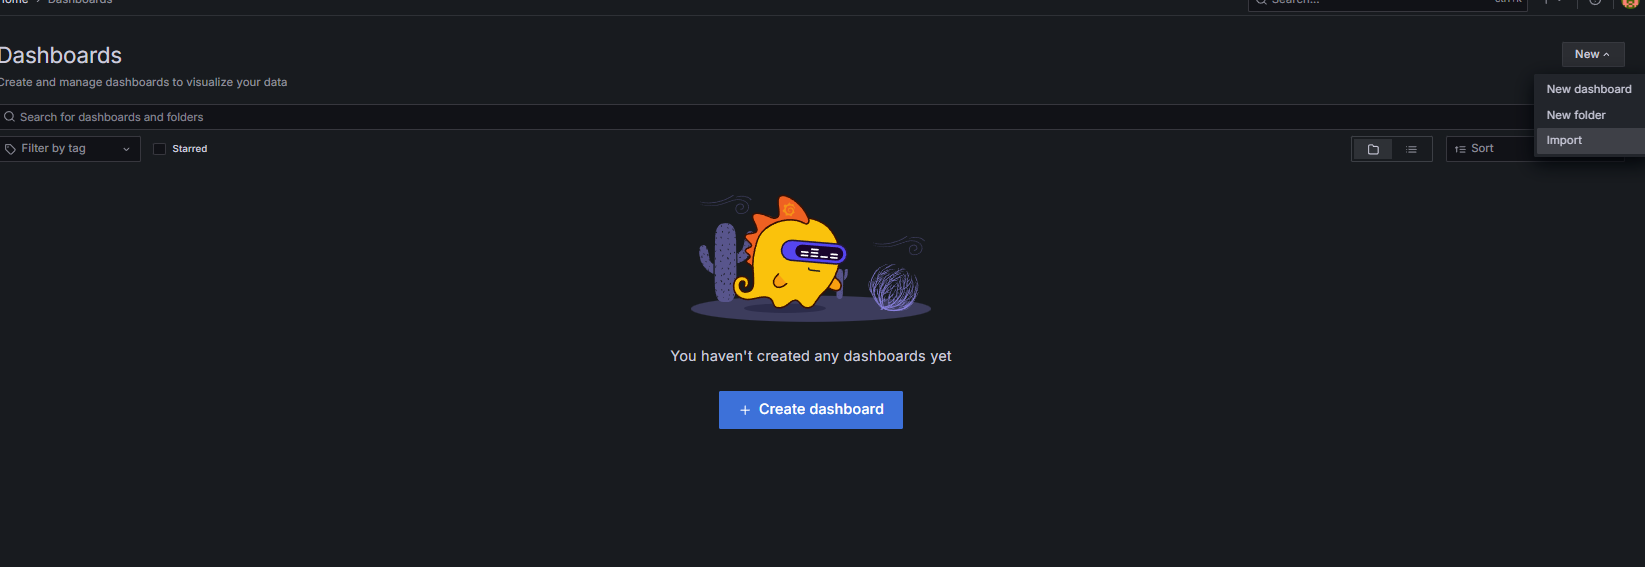 Home > Dashboards
Search...
Dashboards
New
Create and manage dashboards to visualize your data
New dashboard
New folder
Import
Search for dashboards and folders
Filter by tag
Starred
Sort
You haven't created any dashboards yet
+ Create dashboard